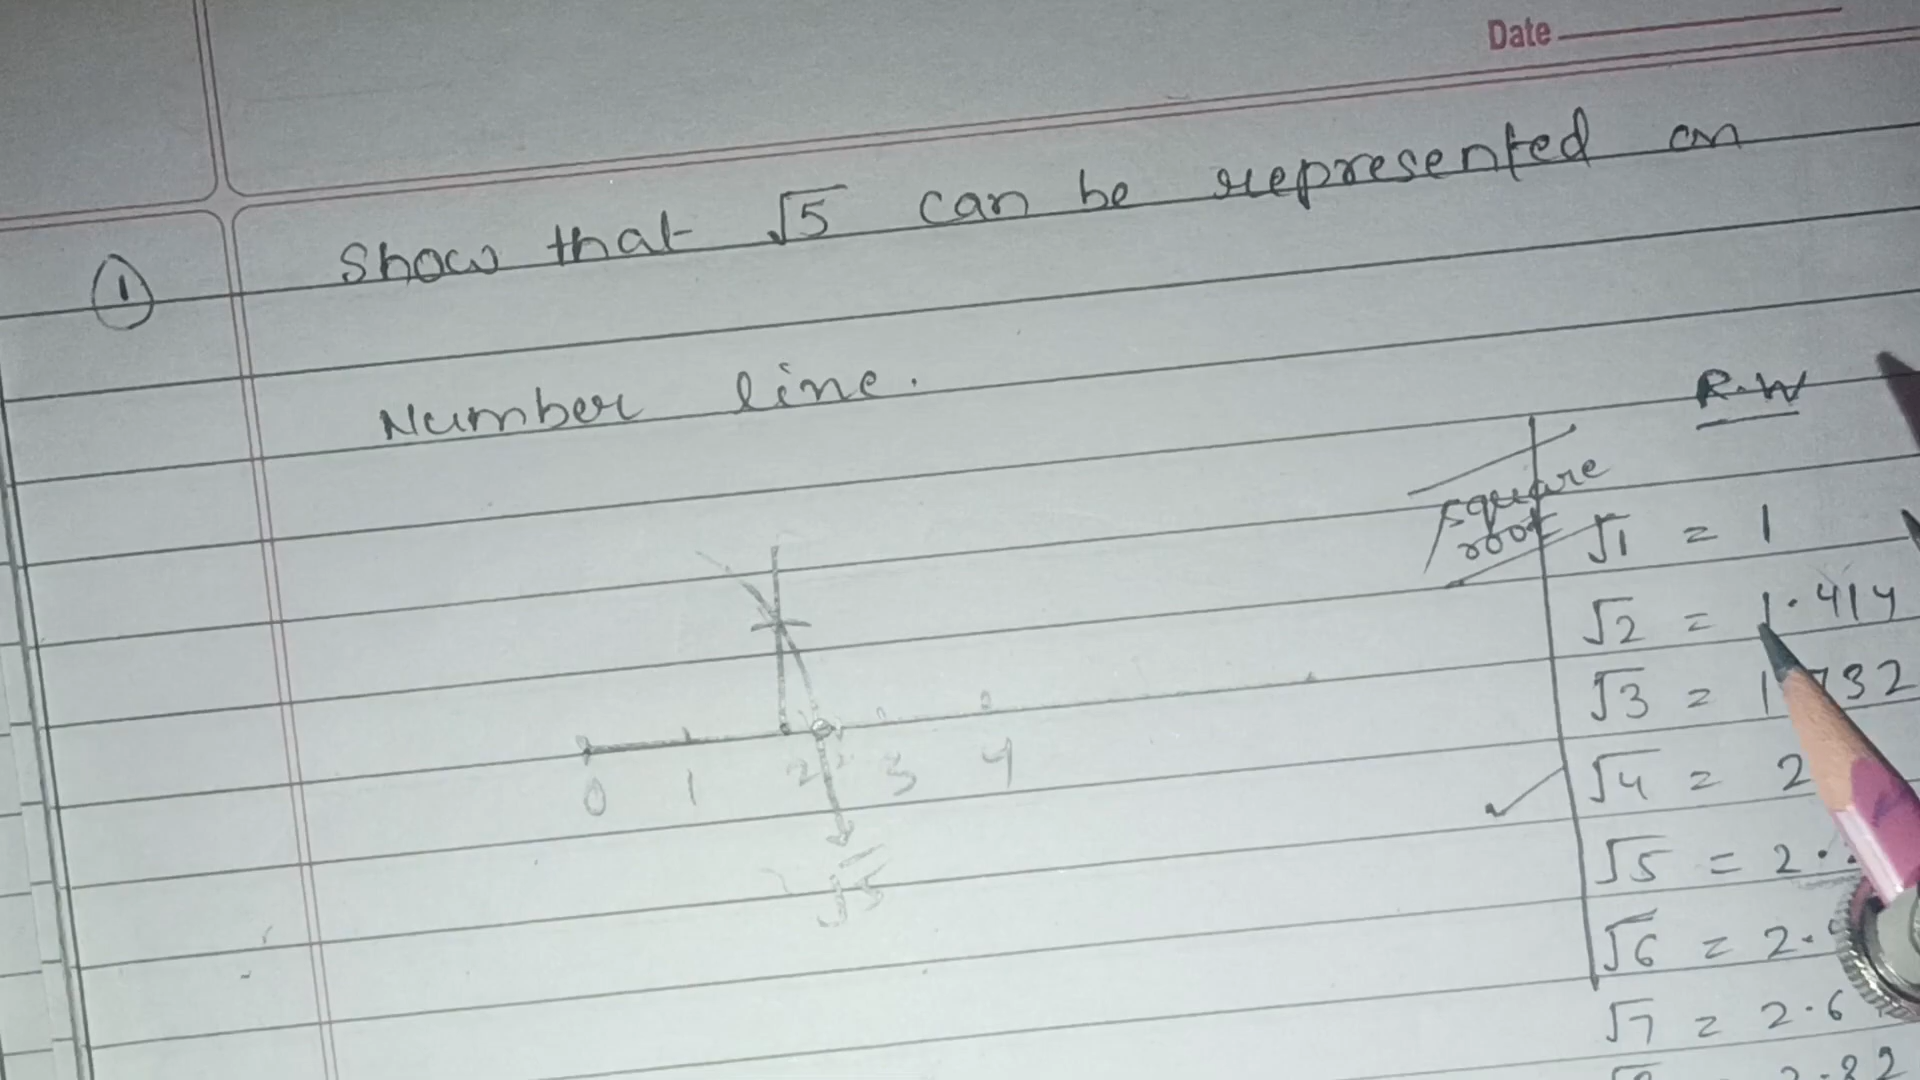 Date
① Show that √5 can be represented on
Number line.
R.W
square
root
√1 = 1
√2 = 1.414
√3 = 1.732
√4 = 2
√5 = 2.
√6 = 2.
√7 = 2.6
0 1 2 3 4
√5